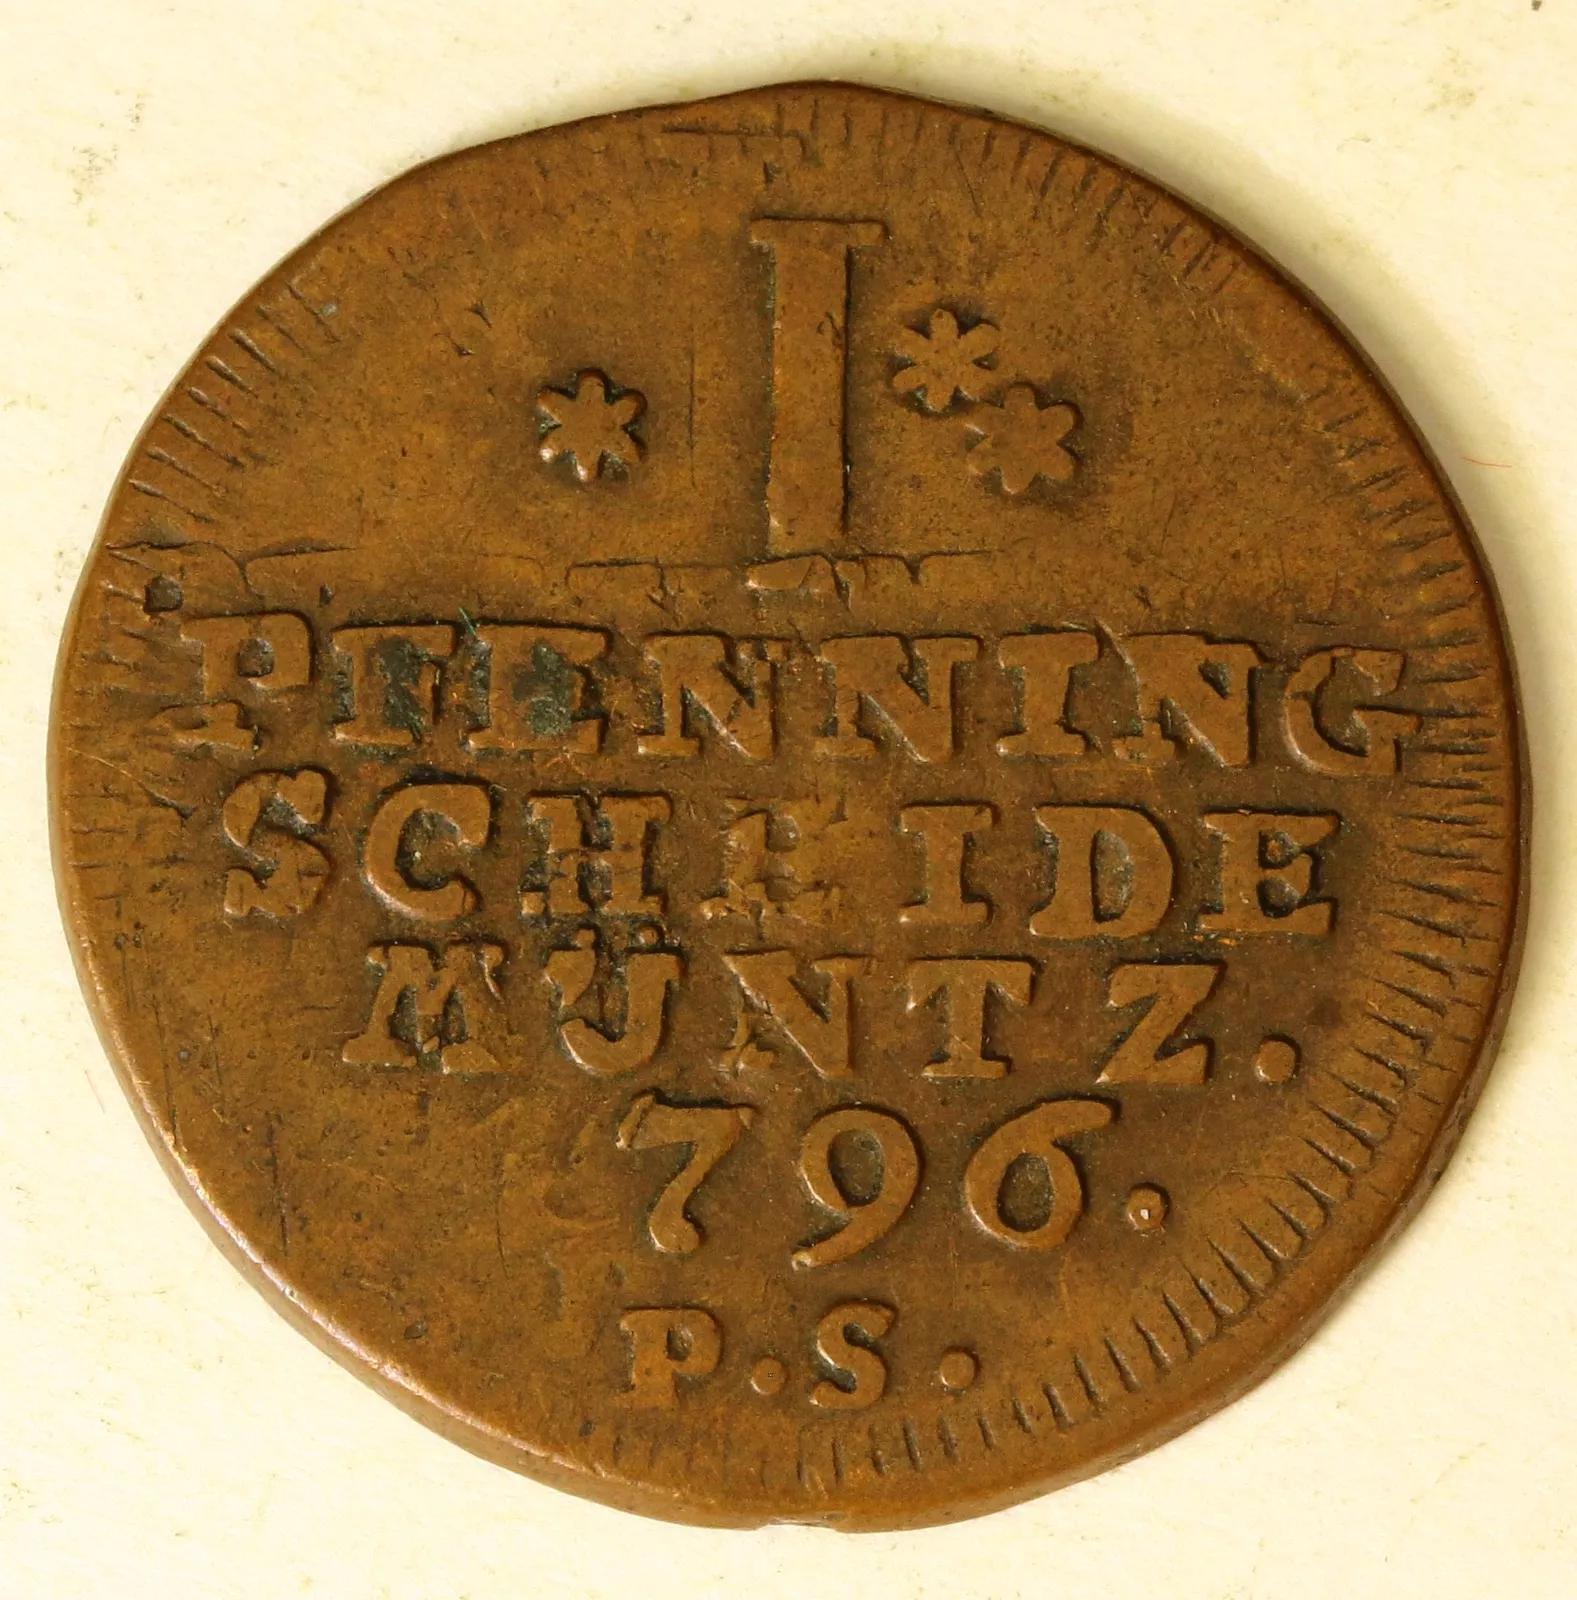 I
PFENNING
SCHEIDE
MÜNTZ.
796.
P.S.